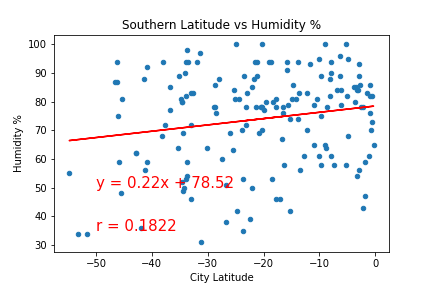 Southern Latitude vs Humidity %
100
90
80
70
60
50
40
30
Humidity %
y = 0.22x + 78.52
r = 0.1822
−50
−40
−30
−20
−10
0
City Latitude